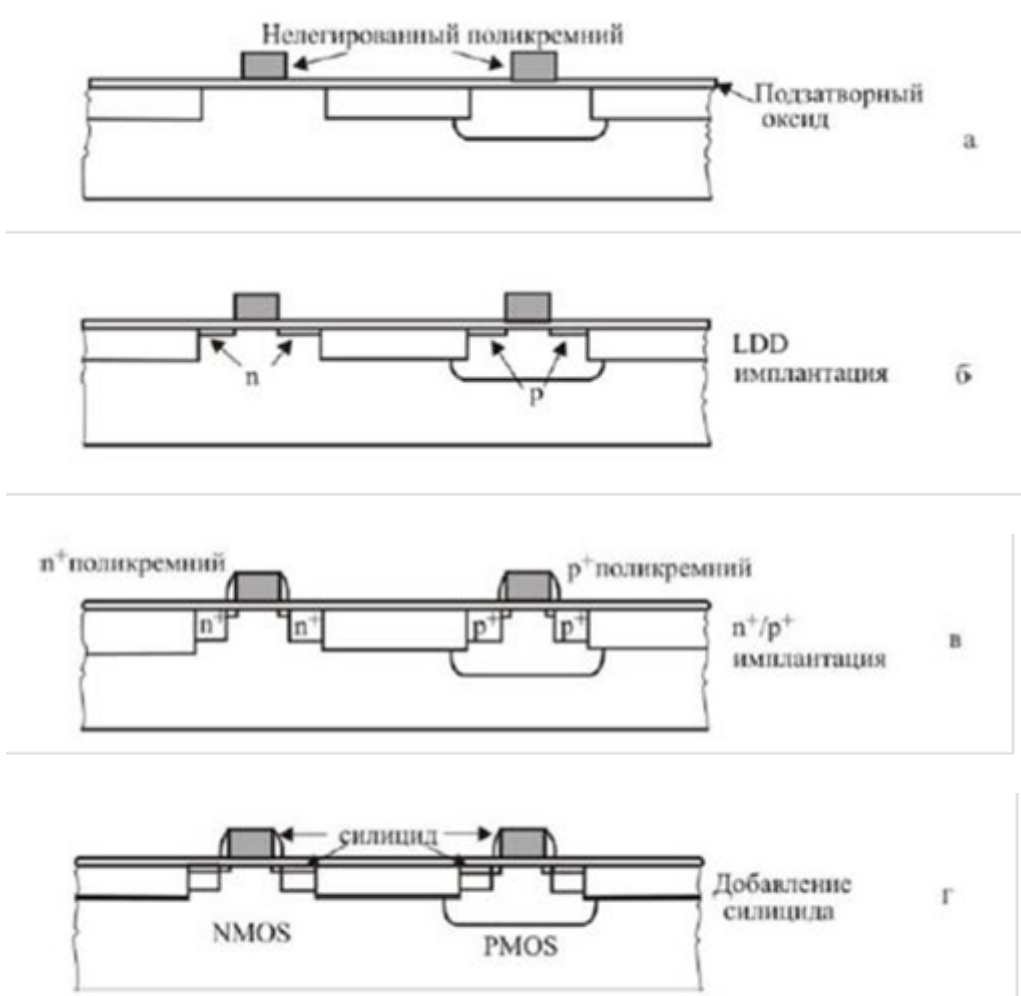 Нелегированный поликремний
Подзатворный
оксид
а
n
p
LDD
имплантация
б
n⁺поликремний
p⁺поликремний
n⁺
n⁺
p⁺
p⁺
n⁺/p⁺
имплантация
в
силицид
NMOS
PMOS
Добавление
силицида
г